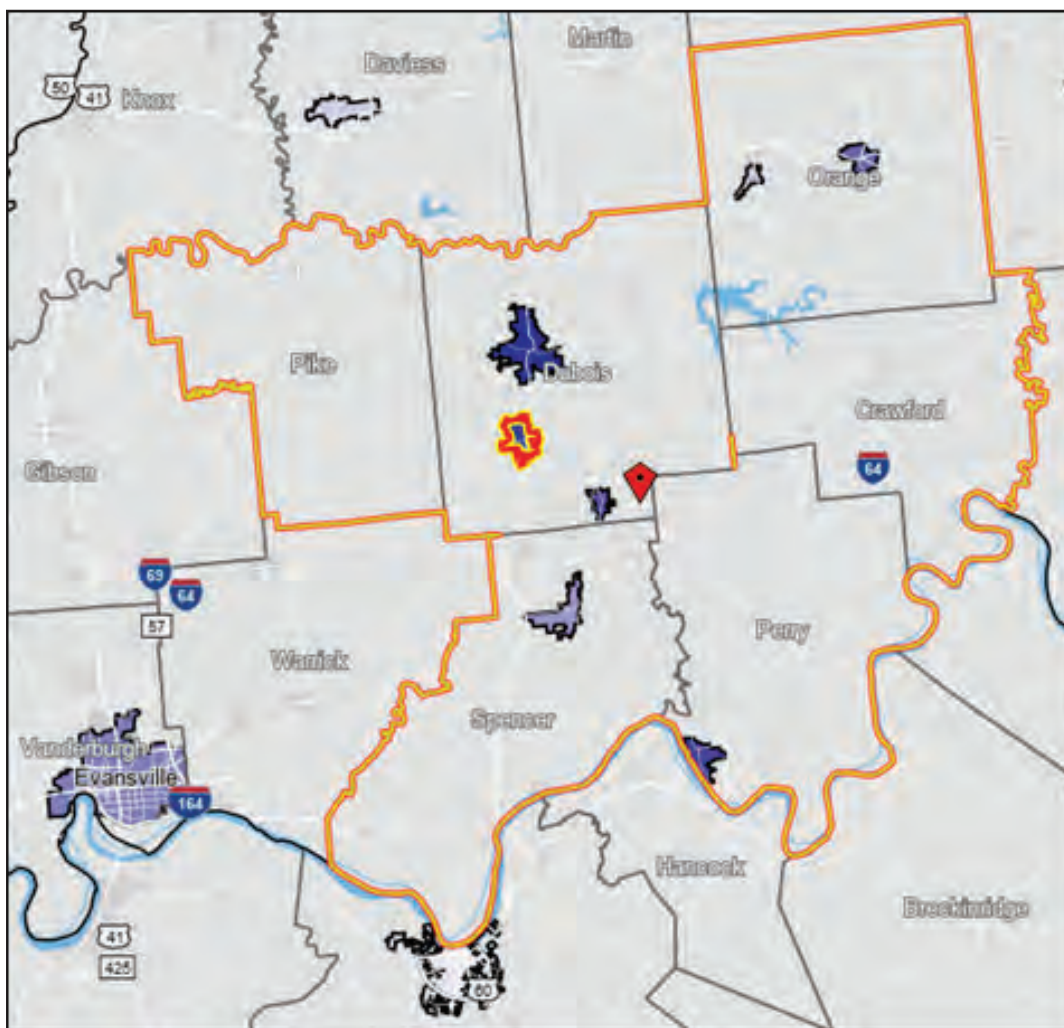 Martin
Daviess
50
41
Knox
Orange
Pike
Dubois
Crawford
64
Gibson
69
64
57
Perry
Warrick
Spencer
Vanderburgh
Evansville
164
Hancock
Breckinridge
41
425
60